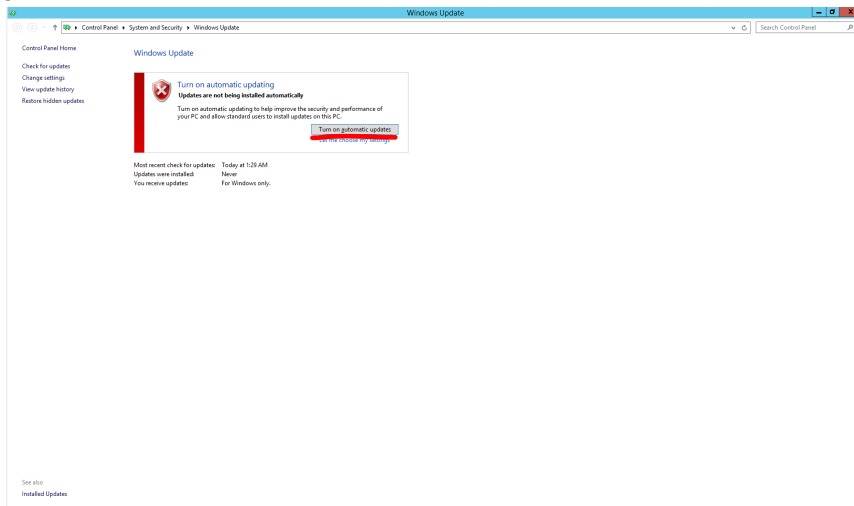 Windows Update
Control Panel ▸ System and Security ▸ Windows Update
Search Control Panel
Control Panel Home
Check for updates
Change settings
View update history
Restore hidden updates
Windows Update
Turn on automatic updating
Updates are not being installed automatically
Turn on automatic updating to help improve the security and performance of
your PC and allow standard users to install updates on this PC.
Turn on automatic updates
Let me choose my settings
Most recent check for updates: Today at 1:29 AM
Updates were installed: Never
You receive updates: For Windows only.
See also
Installed Updates